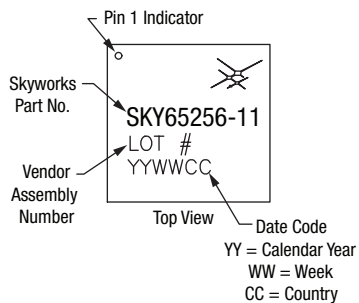 Pin 1 Indicator
Skyworks
Part No.
SKY65256-11
LOT #
YYWWCC
Vendor
Assembly
Number
Top View
Date Code
YY = Calendar Year
WW = Week
CC = Country